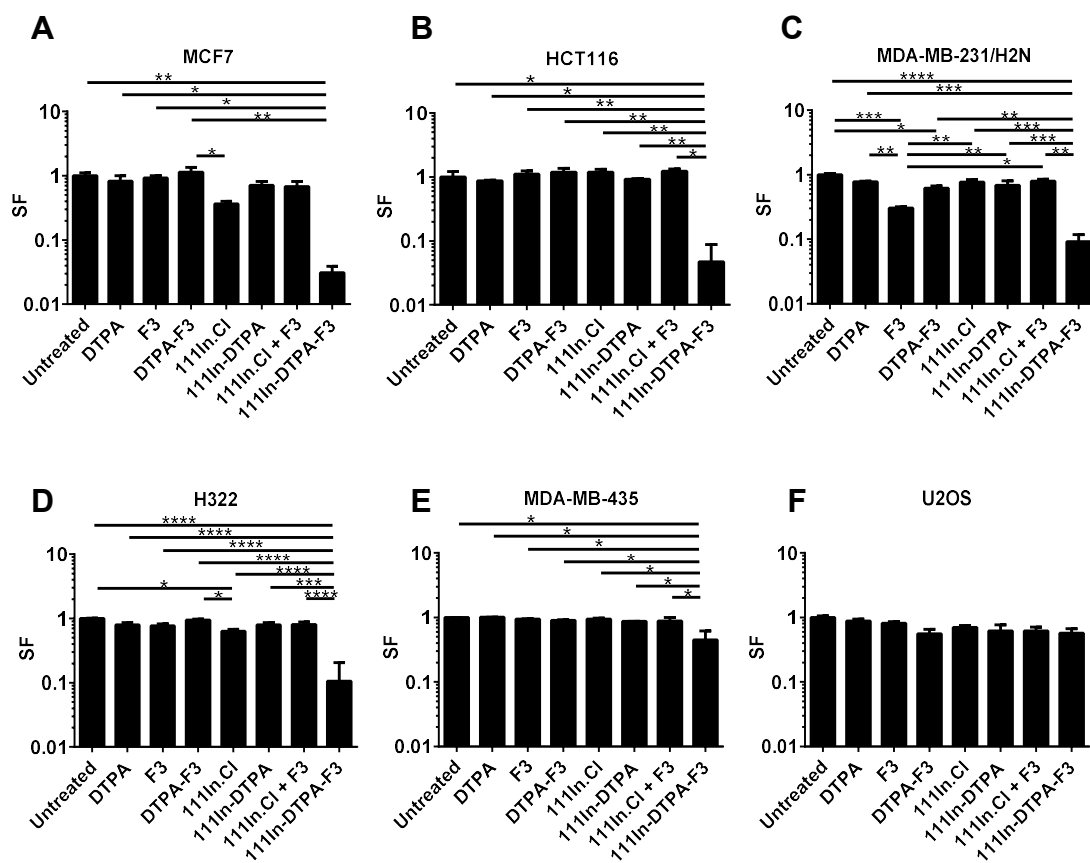 A
MCF7
**
*
*
**
*
10
1
0.1
0.01
SF
Untreated
DTPA
F3
DTPA-F3
111In.Cl
111In-DTPA
111In.Cl + F3
111In-DTPA-F3
B
HCT116
*
*
**
**
**
**
*
10
1
0.1
0.01
SF
Untreated
DTPA
F3
DTPA-F3
111In.Cl
111In-DTPA
111In.Cl + F3
111In-DTPA-F3
C
MDA-MB-231/H2N
****
***
*** **
* ***
** ***
** ** **
*
10
1
0.1
0.01
SF
Untreated
DTPA
F3
DTPA-F3
111In.Cl
111In-DTPA
111In.Cl + F3
111In-DTPA-F3
D
H322
****
****
****
****
****
* ***
* ****
10
1
0.1
0.01
SF
Untreated
DTPA
F3
DTPA-F3
111In.Cl
111In-DTPA
111In.Cl + F3
111In-DTPA-F3
E
MDA-MB-435
*
*
*
*
*
*
*
10
1
0.1
0.01
SF
Untreated
DTPA
F3
DTPA-F3
111In.Cl
111In-DTPA
111In.Cl + F3
111In-DTPA-F3
F
U2OS
10
1
0.1
0.01
SF
Untreated
DTPA
F3
DTPA-F3
111In.Cl
111In-DTPA
111In.Cl + F3
111In-DTPA-F3